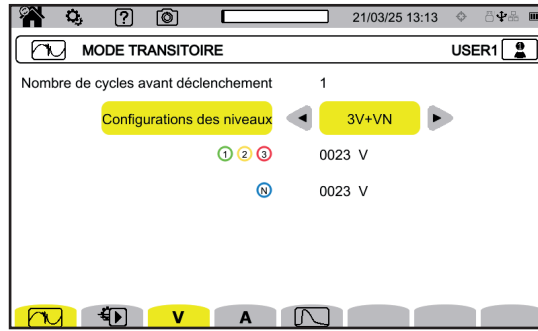 ? 21/03/25 13:13
MODE TRANSITOIRE USER1
Nombre de cycles avant déclenchement 1
Configurations des niveaux 3V+VN
1 2 3 0023 V
N 0023 V
V A